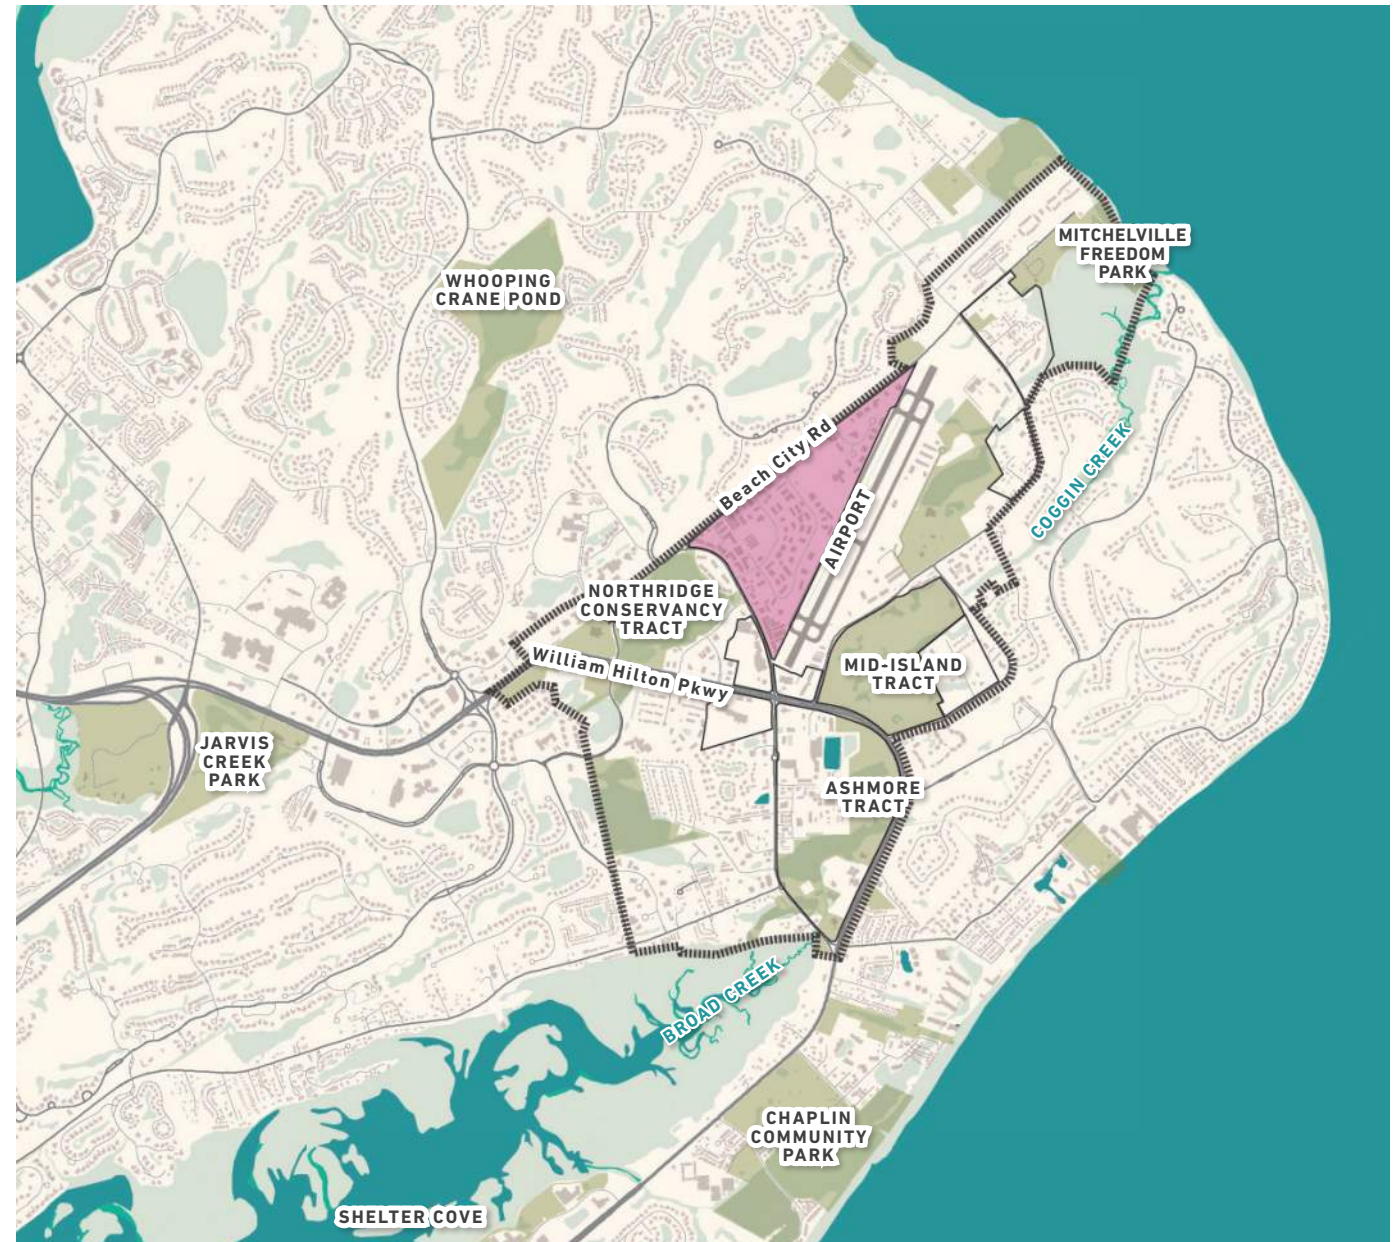 MITCHELVILLE
FREEDOM
PARK
WHOOPING
CRANE POND
Beach City Rd
COGGIN CREEK
AIRPORT
NORTHRIDGE
CONSERVANCY
TRACT
William Hilton Pkwy
MID-ISLAND
TRACT
JARVIS
CREEK
PARK
ASHMORE
TRACT
BROAD CREEK
CHAPLIN
COMMUNITY
PARK
SHELTER COVE